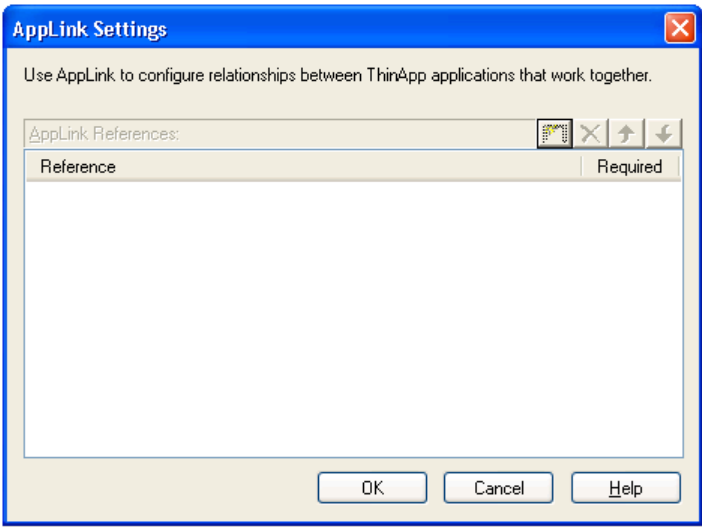 AppLink Settings
Use AppLink to configure relationships between ThinApp applications that work together.
AppLink References:
Reference Required
OK Cancel Help